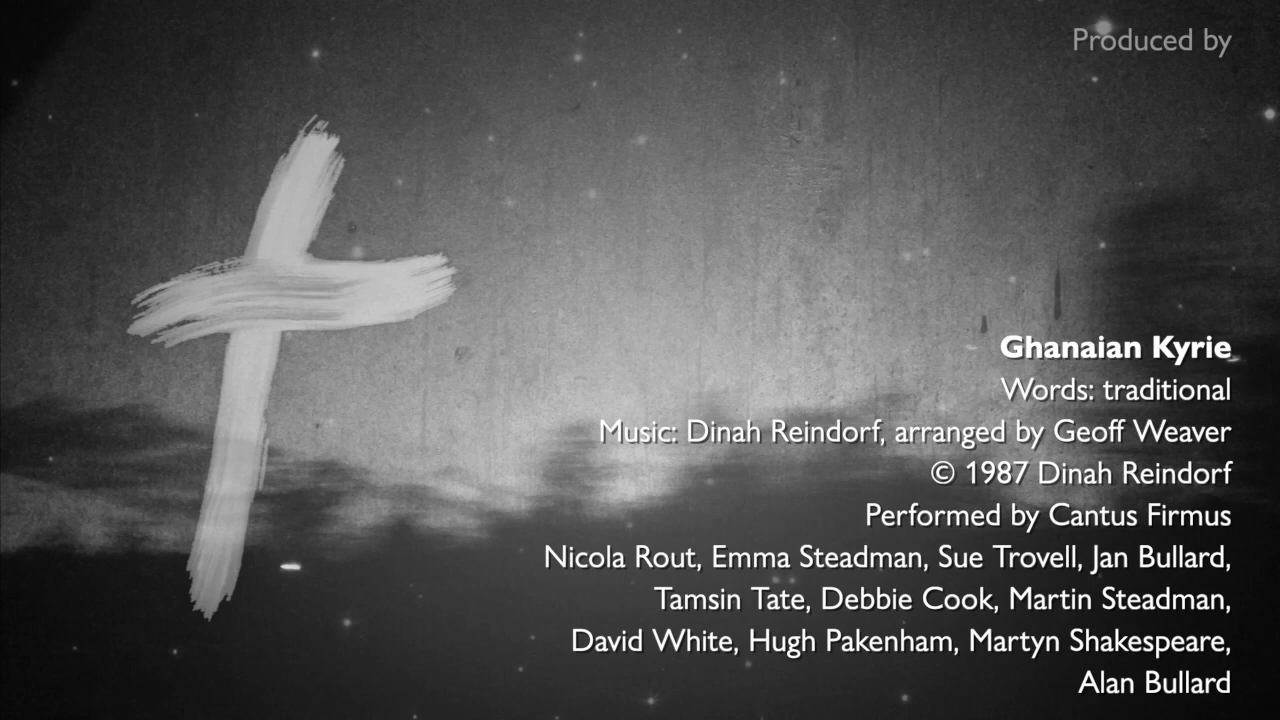 Produced by
Ghanaian Kyrie
Words: traditional
Music: Dinah Reindorf, arranged by Geoff Weaver
© 1987 Dinah Reindorf
Performed by Cantus Firmus
Nicola Rout, Emma Steadman, Sue Trovell, Jan Bullard,
Tamsin Tate, Debbie Cook, Martin Steadman,
David White, Hugh Pakenham, Martyn Shakespeare,
Alan Bullard